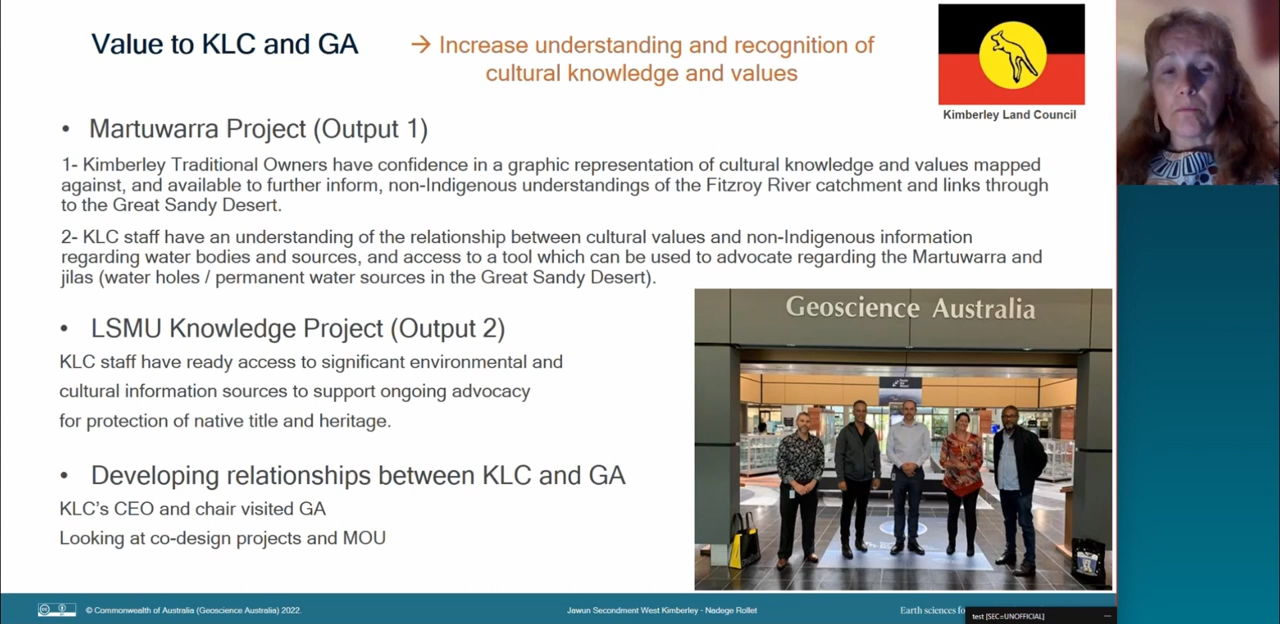 Value to KLC and GA
→ Increase understanding and recognition of
cultural knowledge and values
Kimberley Land Council
• Martuwarra Project (Output 1)
1- Kimberley Traditional Owners have confidence in a graphic representation of cultural knowledge and values mapped
against, and available to further inform, non-Indigenous understandings of the Fitzroy River catchment and links through
to the Great Sandy Desert.
2- KLC staff have an understanding of the relationship between cultural values and non-Indigenous information
regarding water bodies and sources, and access to a tool which can be used to advocate regarding the Martuwarra and
jilas (water holes / permanent water sources in the Great Sandy Desert).
• LSMU Knowledge Project (Output 2)
KLC staff have ready access to significant environmental and
cultural information sources to support ongoing advocacy
for protection of native title and heritage.
• Developing relationships between KLC and GA
KLC's CEO and chair visited GA
Looking at co-design projects and MOU
Geoscience Australia
© Commonwealth of Australia (Geoscience Australia) 2022.
Jawun Secondment West Kimberley - Nadege Rollet
Earth sciences fo
test [SEC=UNOFFICIAL]